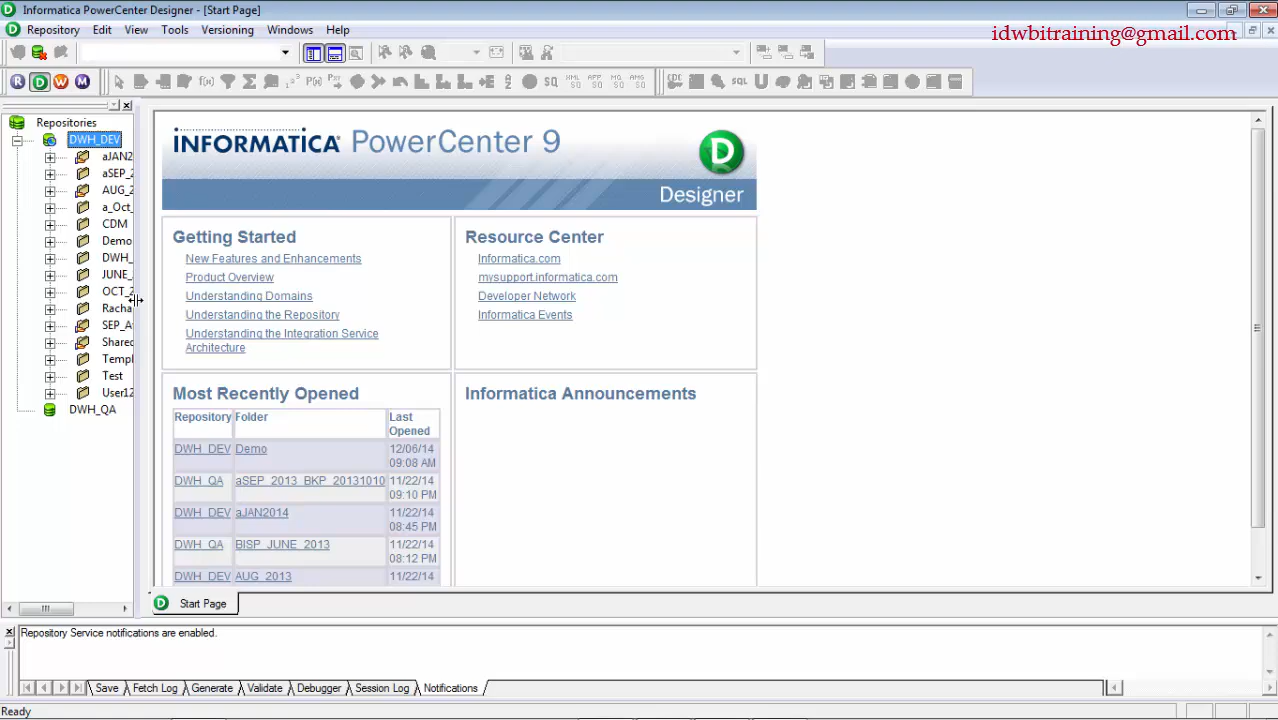 Informatica PowerCenter Designer - [Start Page]
Repository Edit View Tools Versioning Windows Help
idwbitraining@gmail.com
R D W M
Repositories
DWH_DEV
aJAN2
aSEP_2
AUG_2
a_Oct_
CDM
Demo
DWH_
JUNE_
OCT_2
Racha
SEP_A
Shared
Templ
Test
User12
DWH_QA
INFORMATICA PowerCenter 9
D
Designer
Getting Started
New Features and Enhancements
Product Overview
Understanding Domains
Understanding the Repository
Understanding the Integration Service
Architecture
Resource Center
Informatica.com
mysupport.informatica.com
Developer Network
Informatica Events
Most Recently Opened
Repository Folder Last
Opened
DWH_DEV Demo 12/06/14
09:08 AM
DWH_QA aSEP_2013_BKP_20131010 11/22/14
09:10 PM
DWH_DEV aJAN2014 11/22/14
08:45 PM
DWH_QA BISP_JUNE_2013 11/22/14
08:12 PM
DWH_DEV AUG_2013 11/22/14
Informatica Announcements
Start Page
Repository Service notifications are enabled.
Save Fetch Log Generate Validate Debugger Session Log Notifications
Ready